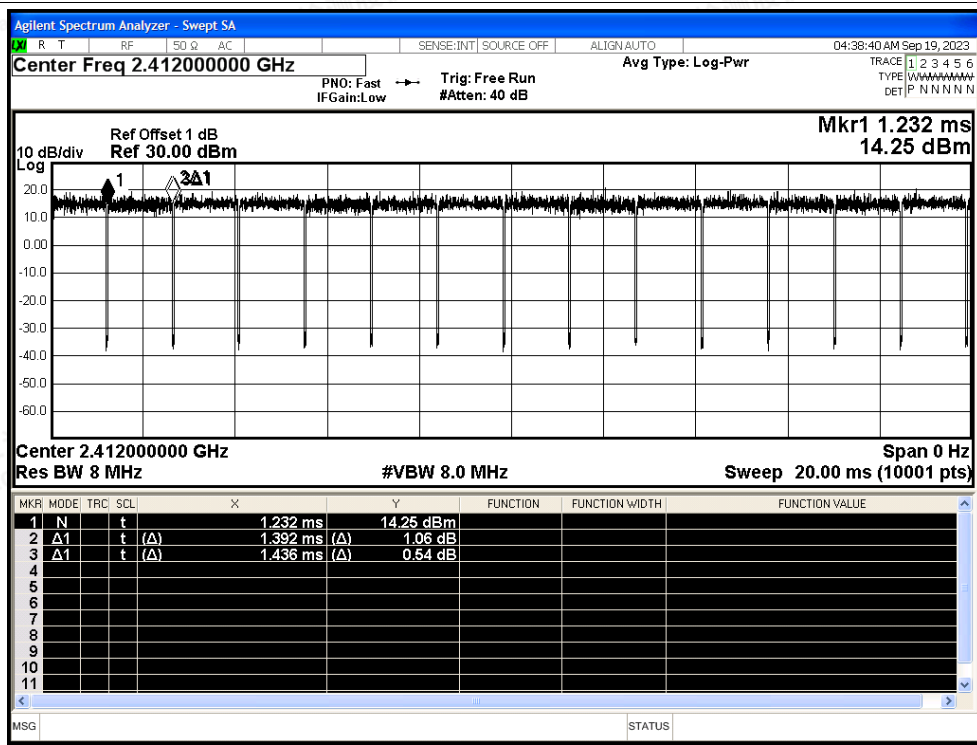 Agilent Spectrum Analyzer - Swept SA
LXI R T RF 50 Ω AC SENSE:INT SOURCE OFF ALIGN AUTO 04:38:40 AM Sep 19, 2023
Center Freq 2.412000000 GHz
PNO: Fast
IFGain:Low
Trig: Free Run
#Atten: 40 dB
Avg Type: Log-Pwr
TRACE 1 2 3 4 5 6
TYPE WWWWWW
DET P N N N N N
Mkr1 1.232 ms
14.25 dBm
Ref Offset 1 dB
10 dB/div Ref 30.00 dBm
Log
1
3Δ1
20.0
10.0
0.00
-10.0
-20.0
-30.0
-40.0
-50.0
-60.0
Center 2.412000000 GHz Span 0 Hz
Res BW 8 MHz #VBW 8.0 MHz Sweep 20.00 ms (10001 pts)
MKR MODE TRC SCL X Y FUNCTION FUNCTION WIDTH FUNCTION VALUE
1 N t 1.232 ms 14.25 dBm
2 Δ1 t (Δ) 1.392 ms (Δ) 1.06 dB
3 Δ1 t (Δ) 1.436 ms (Δ) 0.54 dB
4
5
6
7
8
9
10
11
MSG STATUS